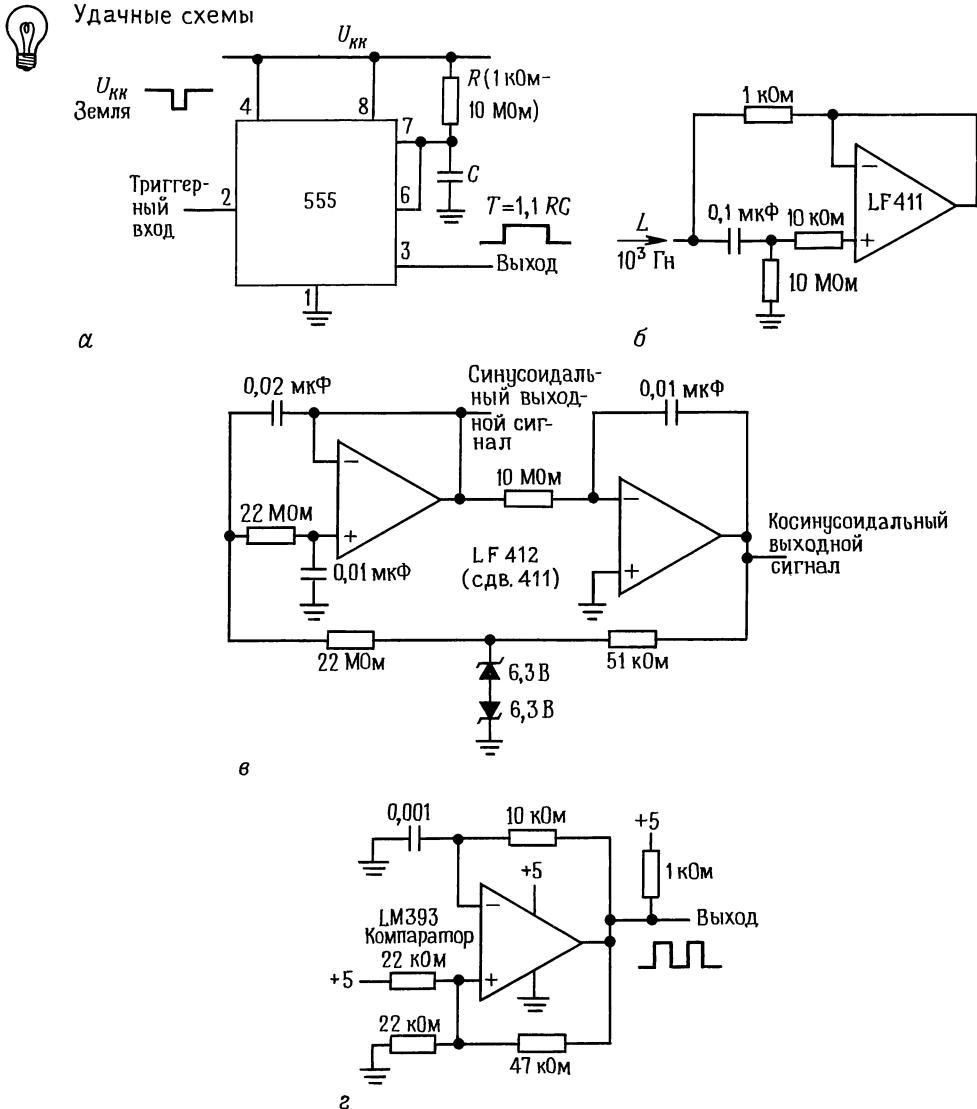 Удачные схемы
Uкк
Uкк
Земля
4
8
R(1 кОм-
10 МОм)
7
C
Триггер-
ный
вход
2
555
6
T=1,1 RC
3
Выход
1
а
1 кОм
LF411
0,1 мкФ
10 кОм
L
10³ Гн
10 МОм
−
+
б
0,02 мкФ
Синусоидаль-
ный выход-
ной сиг-
нал
0,01 мкФ
−
+
22 МОм
0,01 мкФ
10 МОм
LF 412
(сдв. 411)
−
+
Косинусоидальный
выходной
сигнал
22 МОм
51 кОм
6,3 В
6,3 В
в
0,001
10 кОм
+5
1 кОм
+5
−
+
LM393
Компаратор
22 кОм
+5
Выход
22 кОм
47 кОм
г